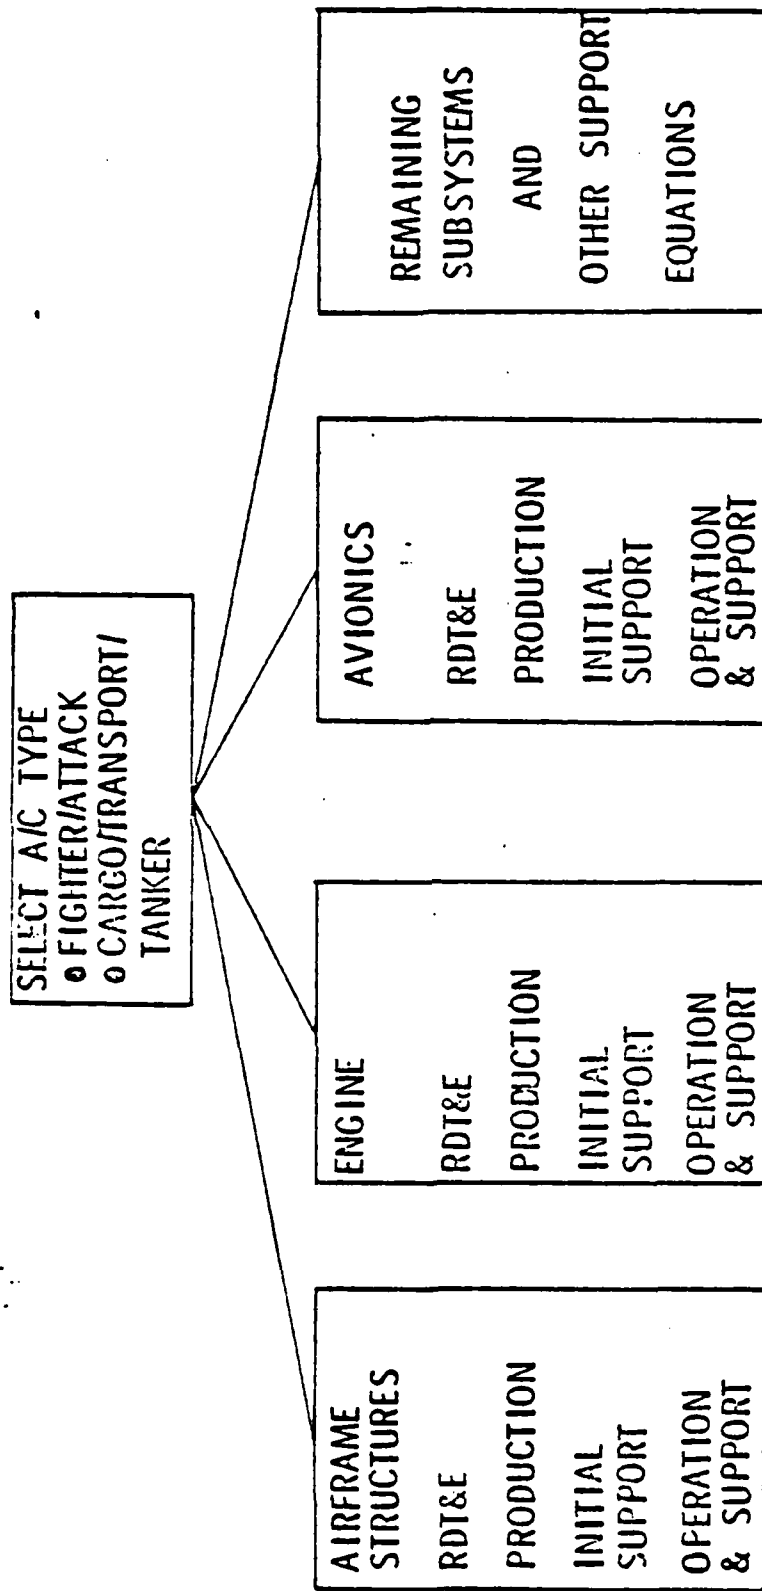 SELECT A/C TYPE
o FIGHTER/ATTACK
o CARGO/TRANSPORT/
TANKER
AIRFRAME
STRUCTURES
RDT&E
PRODUCTION
INITIAL
SUPPORT
OPERATION
& SUPPORT
ENGINE
RDT&E
PRODUCTION
INITIAL
SUPPORT
OPERATION
& SUPPORT
AVIONICS
RDT&E
PRODUCTION
INITIAL
SUPPORT
OPERATION
& SUPPORT
REMAINING
SUBSYSTEMS
AND
OTHER SUPPORT
EQUATIONS